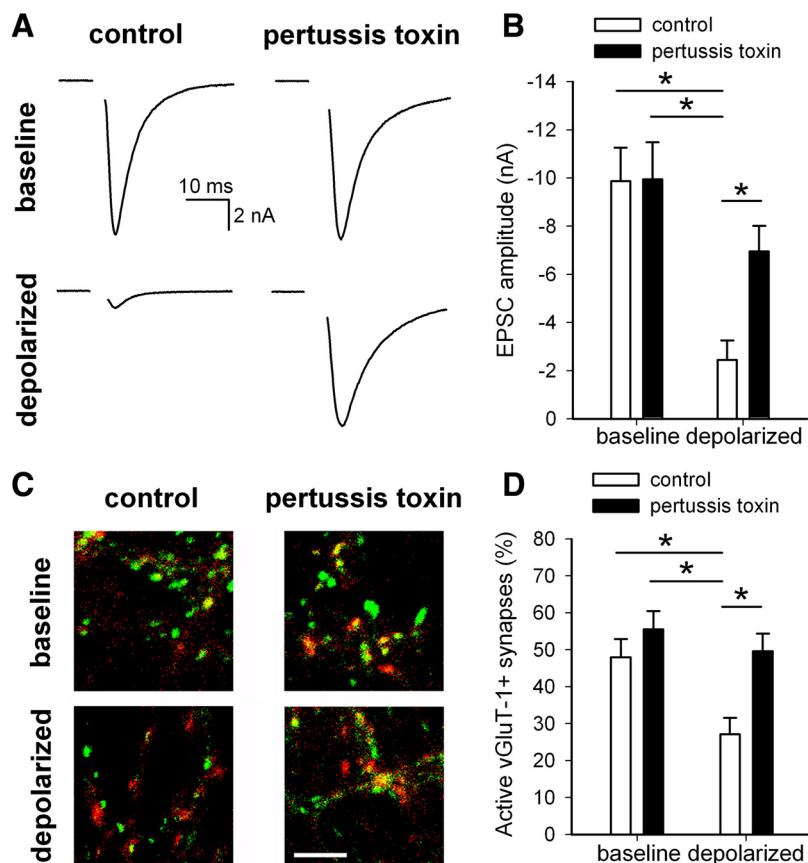 A
control
pertussis toxin
baseline
10 ms
2 nA
depolarized
B
control
pertussis toxin
EPSC amplitude (nA)
-14
-12
-10
-8
-6
-4
-2
0
*
*
*
baseline depolarized
C
control
pertussis toxin
baseline
depolarized
D
control
pertussis toxin
Active vGluT-1+ synapses (%)
80
70
60
50
40
30
20
10
0
*
*
*
baseline depolarized